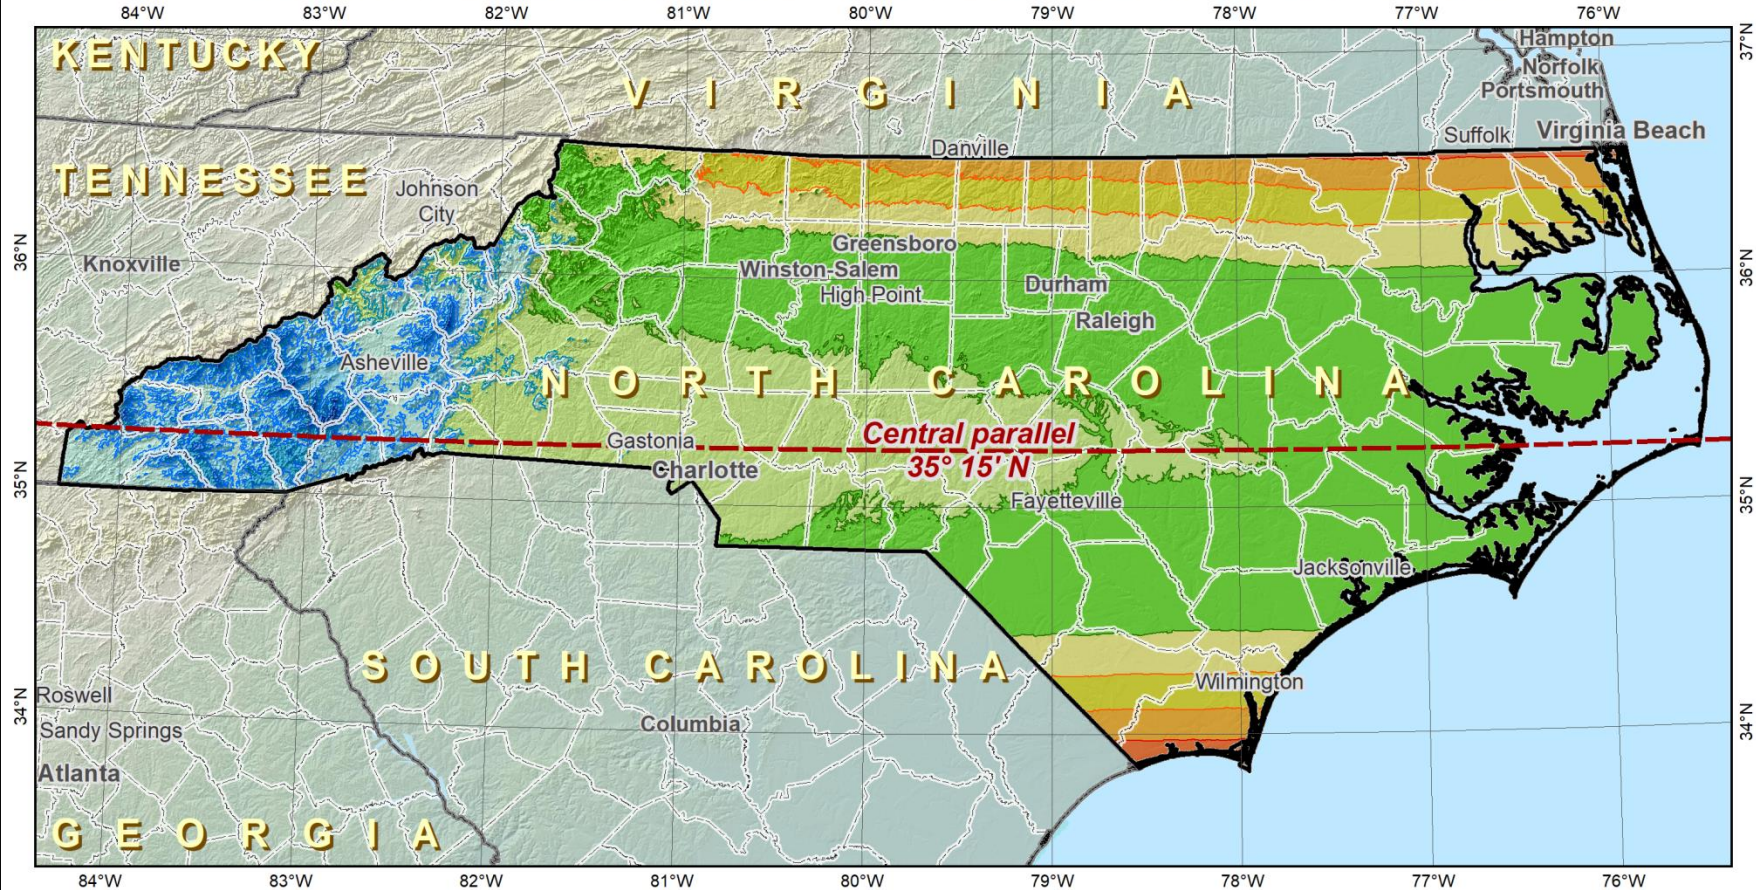 84°W 83°W 82°W 81°W 80°W 79°W 78°W 77°W 76°W
37°N
KENTUCKY
Hampton
Norfolk
Portsmouth
VIRGINIA
Virginia Beach
Suffolk
Danville
TENNESSEE
Johnson
City
36°N
Knoxville
Greensboro
Winston-Salem
High Point
Durham
Raleigh
36°N
Asheville
NORTH CAROLINA
Central parallel
35° 15' N
Gastonia
Charlotte
35°N
Fayetteville
35°N
Jacksonville
SOUTH CAROLINA
Wilmington
34°N
Roswell
Sandy Springs
Columbia
34°N
Atlanta
GEORGIA
84°W 83°W 82°W 81°W 80°W 79°W 78°W 77°W 76°W